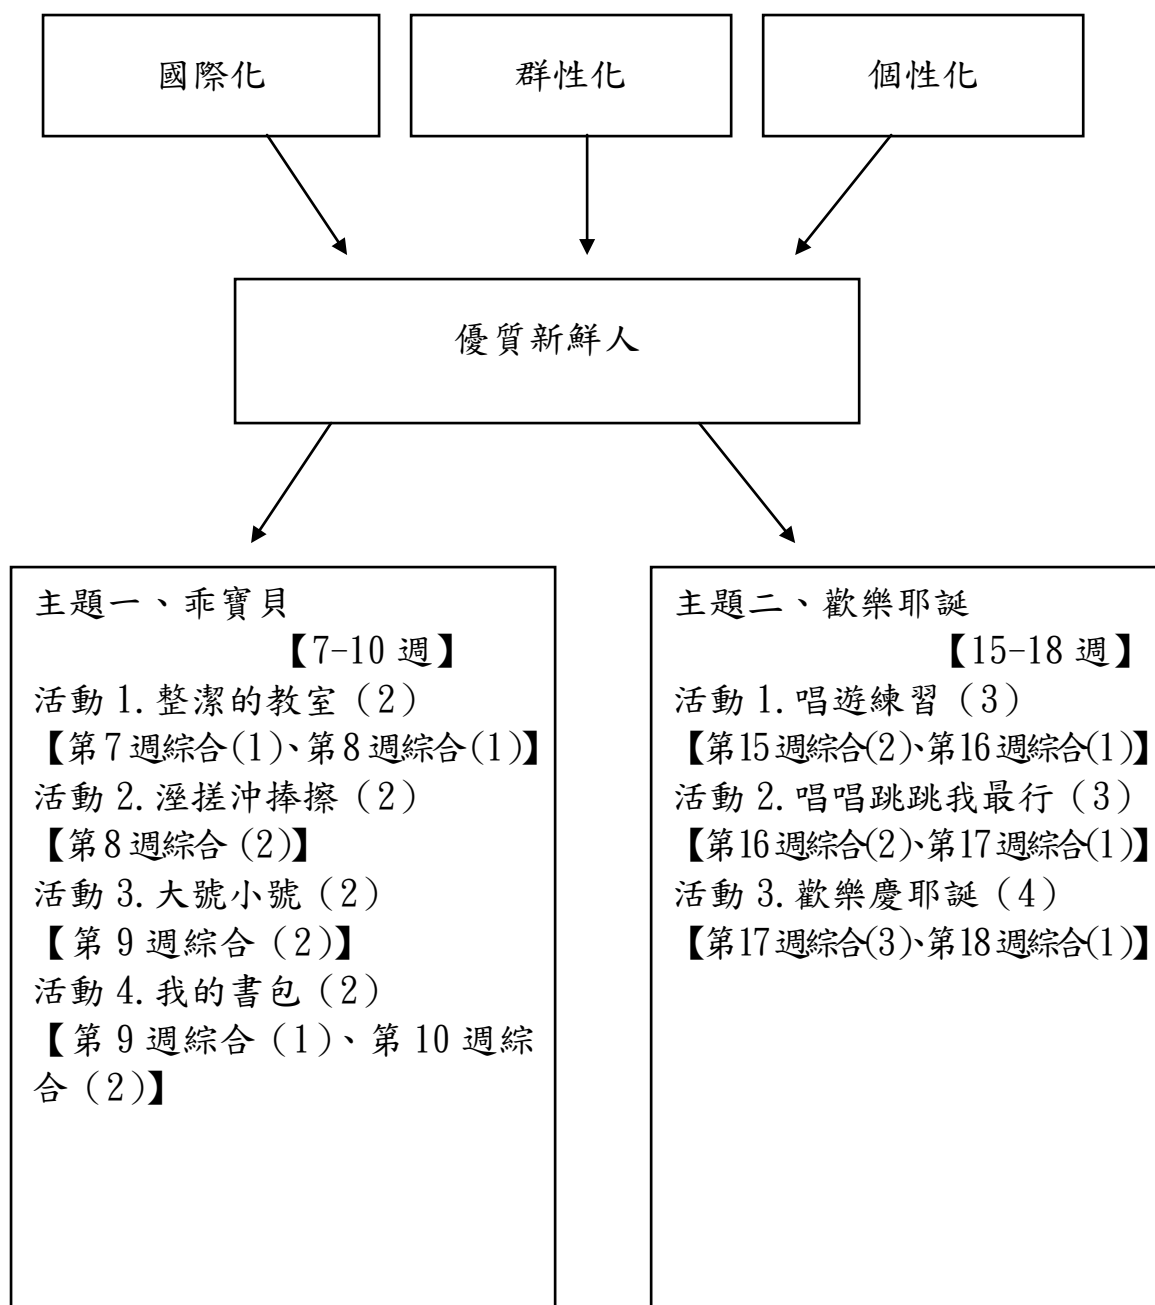 國際化
群性化
個性化
優質新鮮人
主題一、乖寶貝
【7-10 週】
活動 1.整潔的教室（2）
【第7週綜合(1)、第8週綜合(1)】
活動 2.溼搓沖捧擦（2）
【第8週綜合（2)】
活動 3.大號小號（2）
【第 9 週綜合（2)】
活動 4.我的書包（2）
【第 9 週綜合（1)、第 10 週綜
合（2)】
主題二、歡樂耶誕
【15-18 週】
活動 1.唱遊練習（3）
【第15週綜合(2)、第16週綜合(1)】
活動 2.唱唱跳跳我最行（3）
【第16週綜合(2)、第17週綜合(1)】
活動 3.歡樂慶耶誕（4）
【第17週綜合(3)、第18週綜合(1)】